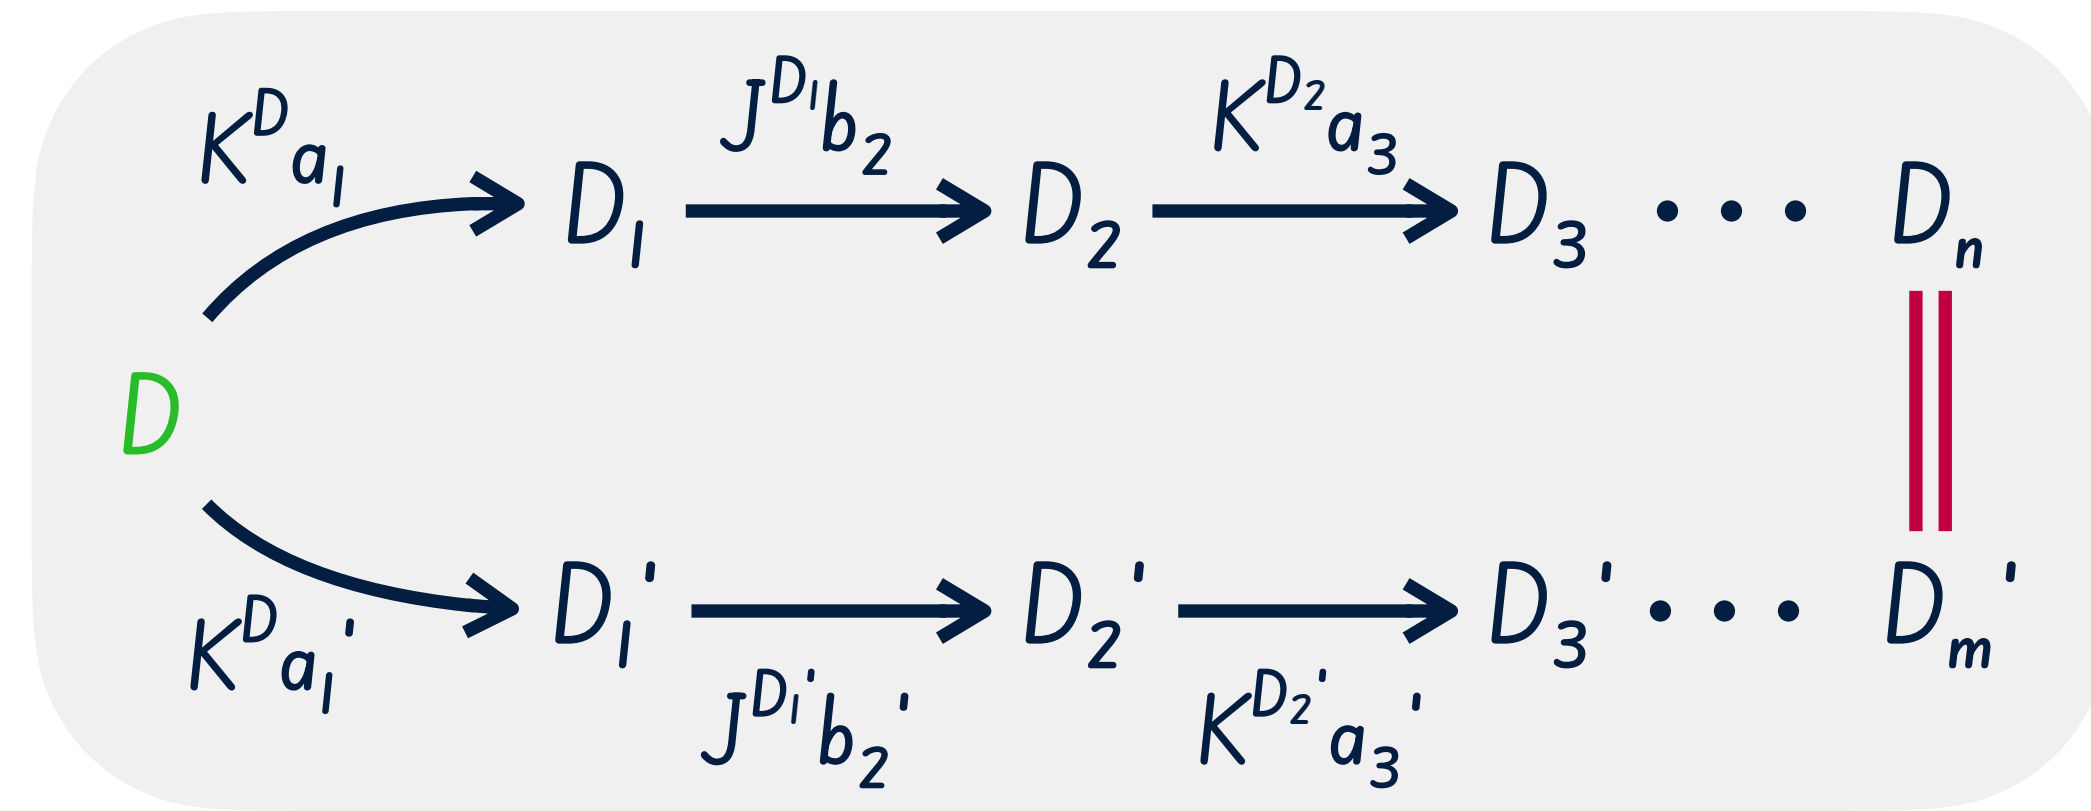 K^D a_1 J^{D_1} b_2 K^{D_2} a_3
D_1 D_2 D_3 ... D_n
D
D_1' D_2' D_3' ... D_m'
K^D a_1' J^{D_1'} b_2' K^{D_2'} a_3'